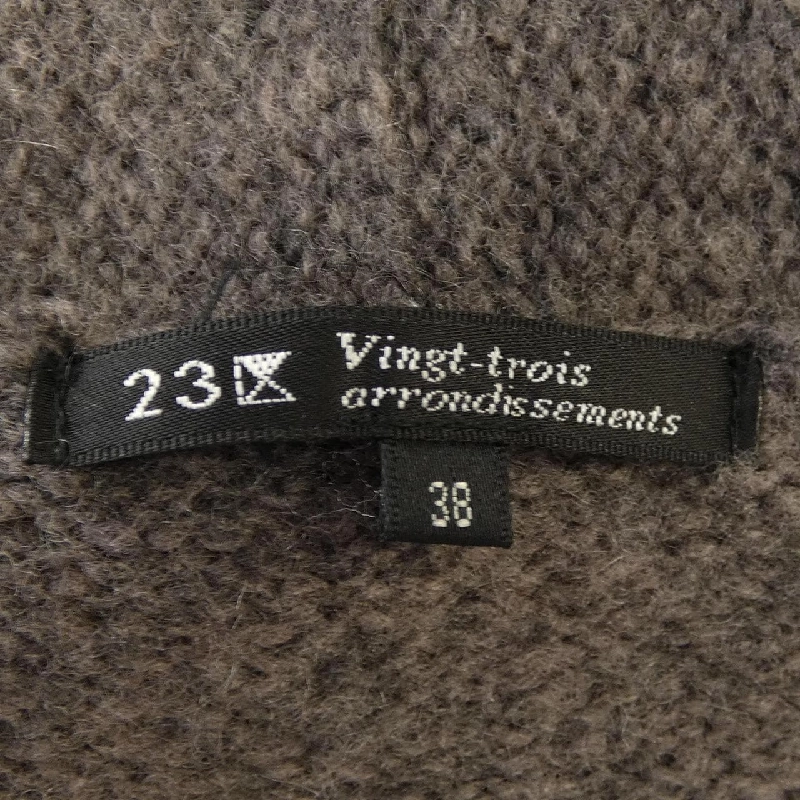 23区
Vingt-trois
arrondissements
38